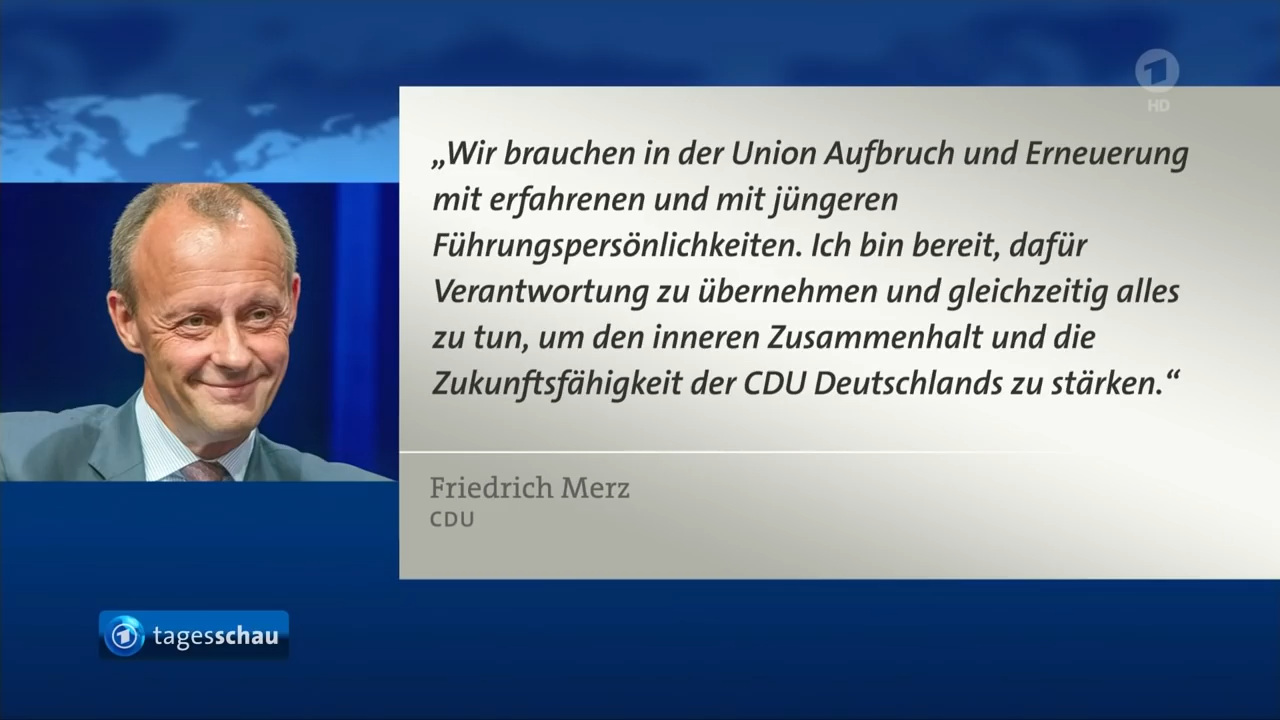 1
HD
„Wir brauchen in der Union Aufbruch und Erneuerung
mit erfahrenen und mit jüngeren
Führungspersönlichkeiten. Ich bin bereit, dafür
Verantwortung zu übernehmen und gleichzeitig alles
zu tun, um den inneren Zusammenhalt und die
Zukunftsfähigkeit der CDU Deutschlands zu stärken.“
Friedrich Merz
CDU
1 tagesschau